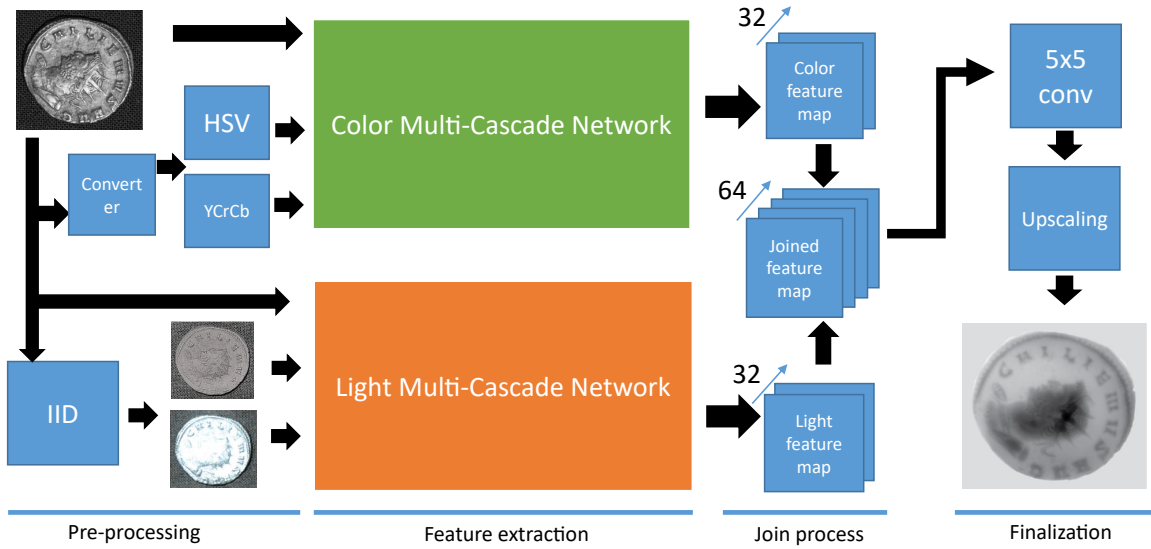 32
Color
feature
map
5x5
conv
HSV
Color Multi-Cascade Network
Convert
er
YCrCb
64
Joined
feature
map
Upscaling
IID
Light Multi-Cascade Network
32
Light
feature
map
Pre-processing
Feature extraction
Join process
Finalization